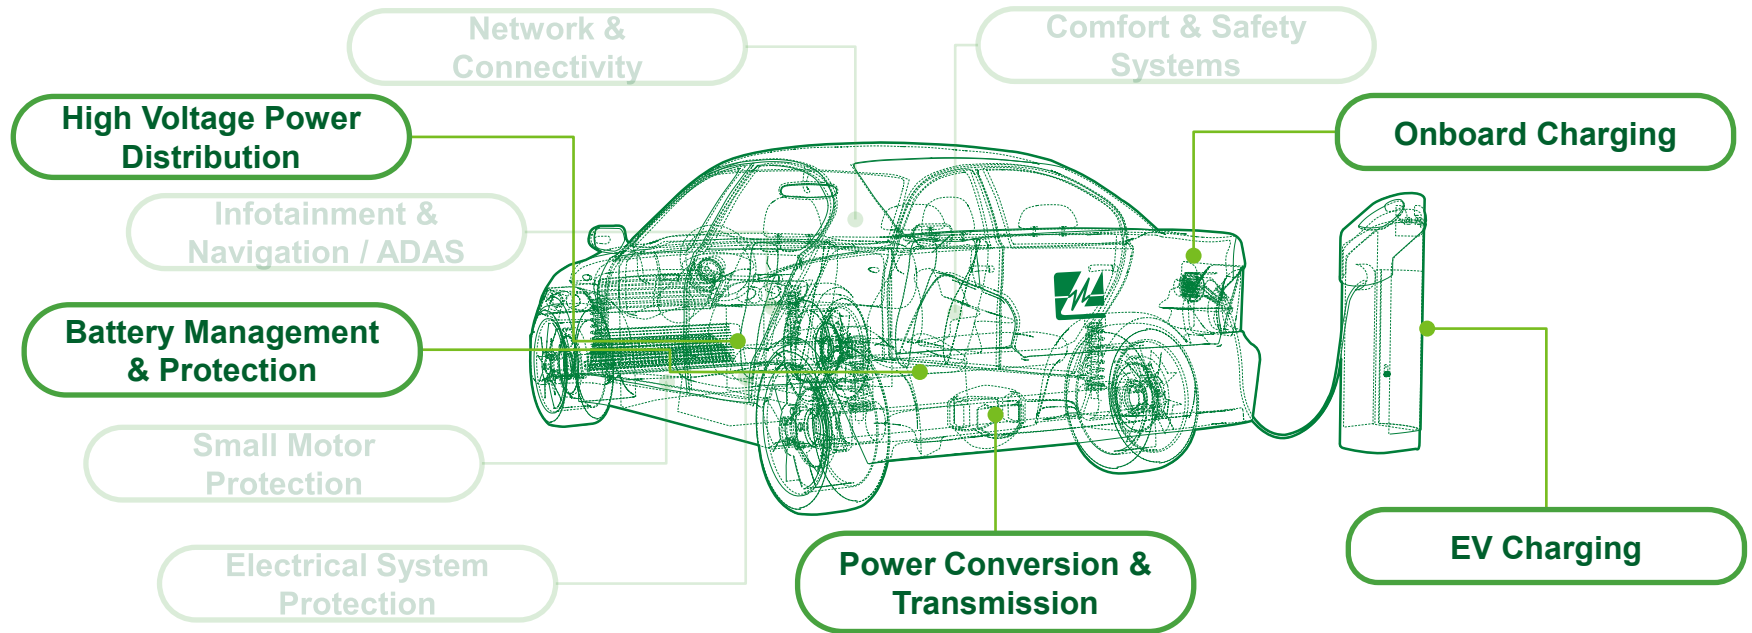 Network &
Connectivity
Comfort & Safety
Systems
High Voltage Power
Distribution
Onboard Charging
Infotainment &
Navigation / ADAS
Battery Management
& Protection
Small Motor
Protection
Electrical System
Protection
Power Conversion &
Transmission
EV Charging